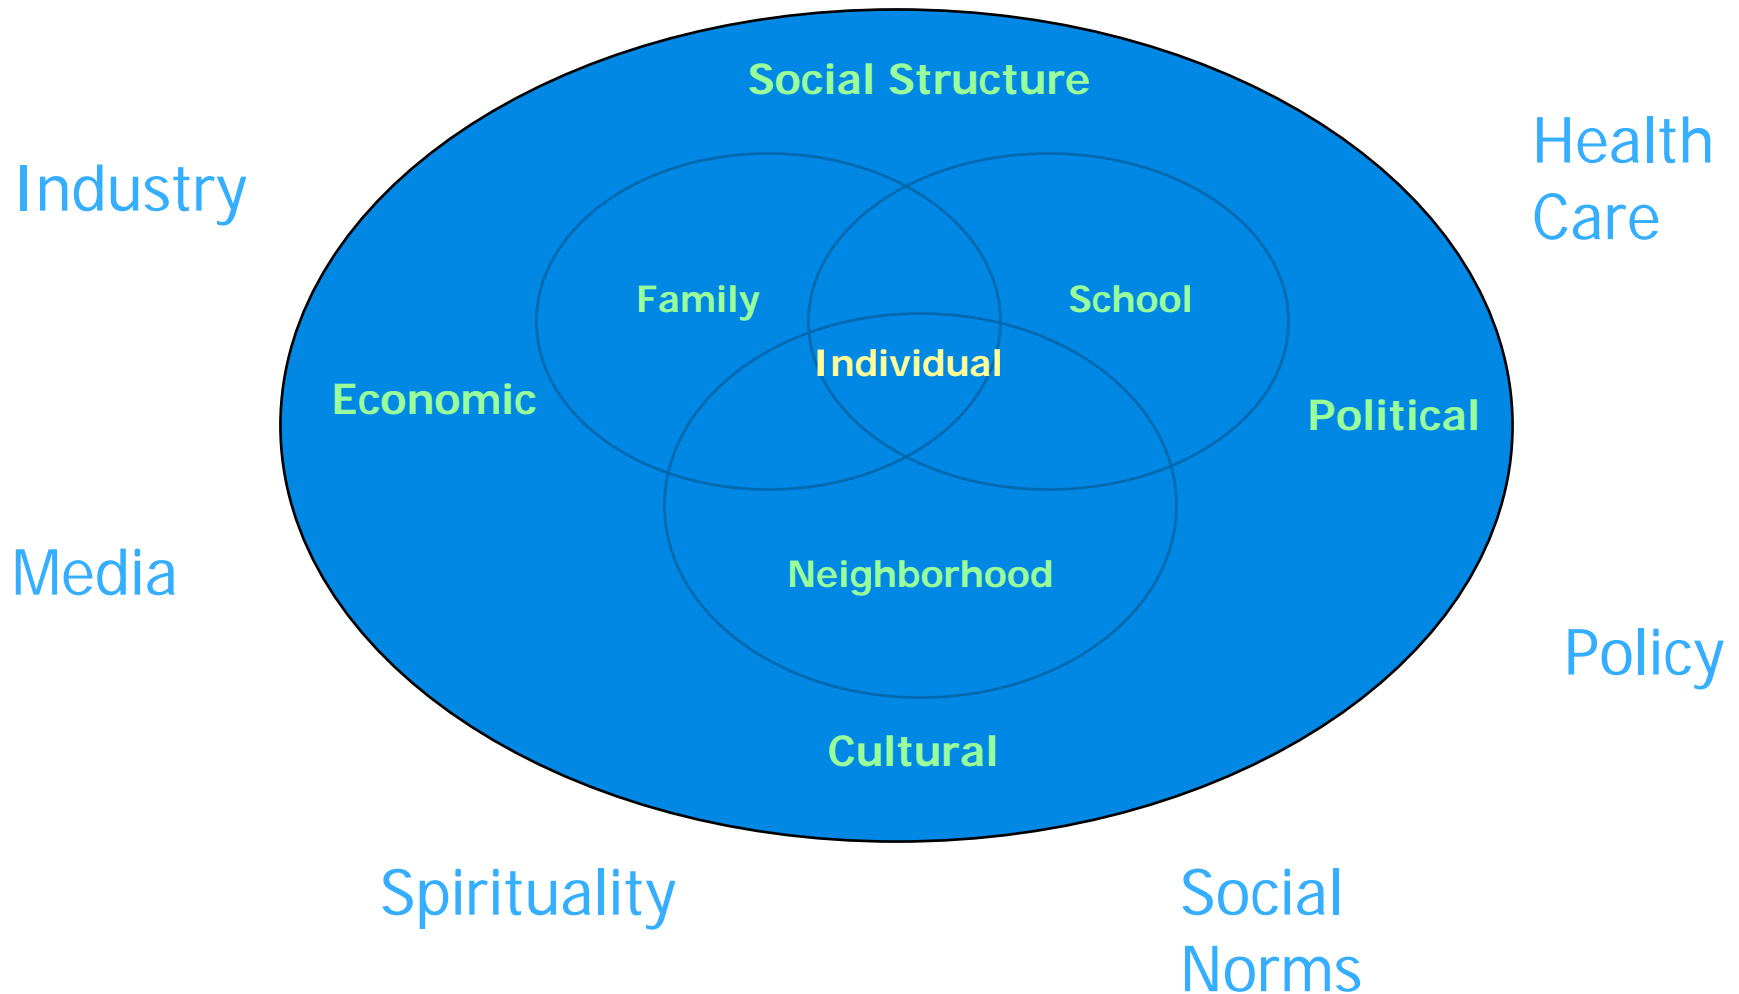 Social Structure
Health
Care
Industry
Family
School
Individual
Economic
Political
Media
Neighborhood
Policy
Cultural
Spirituality
Social
Norms